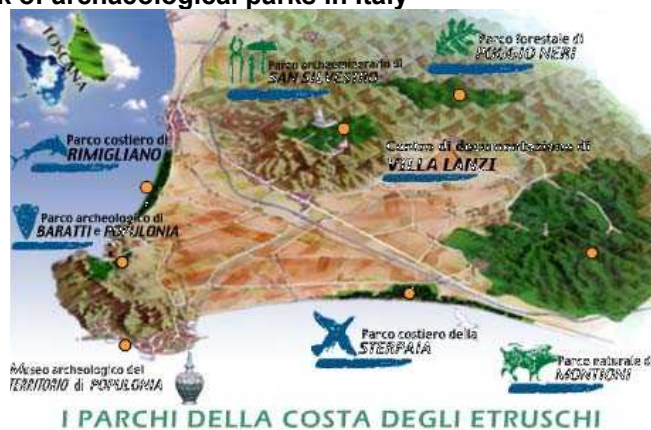 k of archaeological parks in Italy
TOSCANA
Parco archeominerario di
SAN SILVESTRO
Parco forestale di
POGGIO NERI
Parco costiero di
RIMIGLIANO
Centro di documentazione di
VILLA LANZI
Parco archeologico di
BARATTI e POPULONIA
Parco costiero della
STERPAIA
Museo archeologico del
TERRITORIO di POPULONIA
Parco naturale di
MONTIONI
I PARCHI DELLA COSTA DEGLI ETRUSCHI